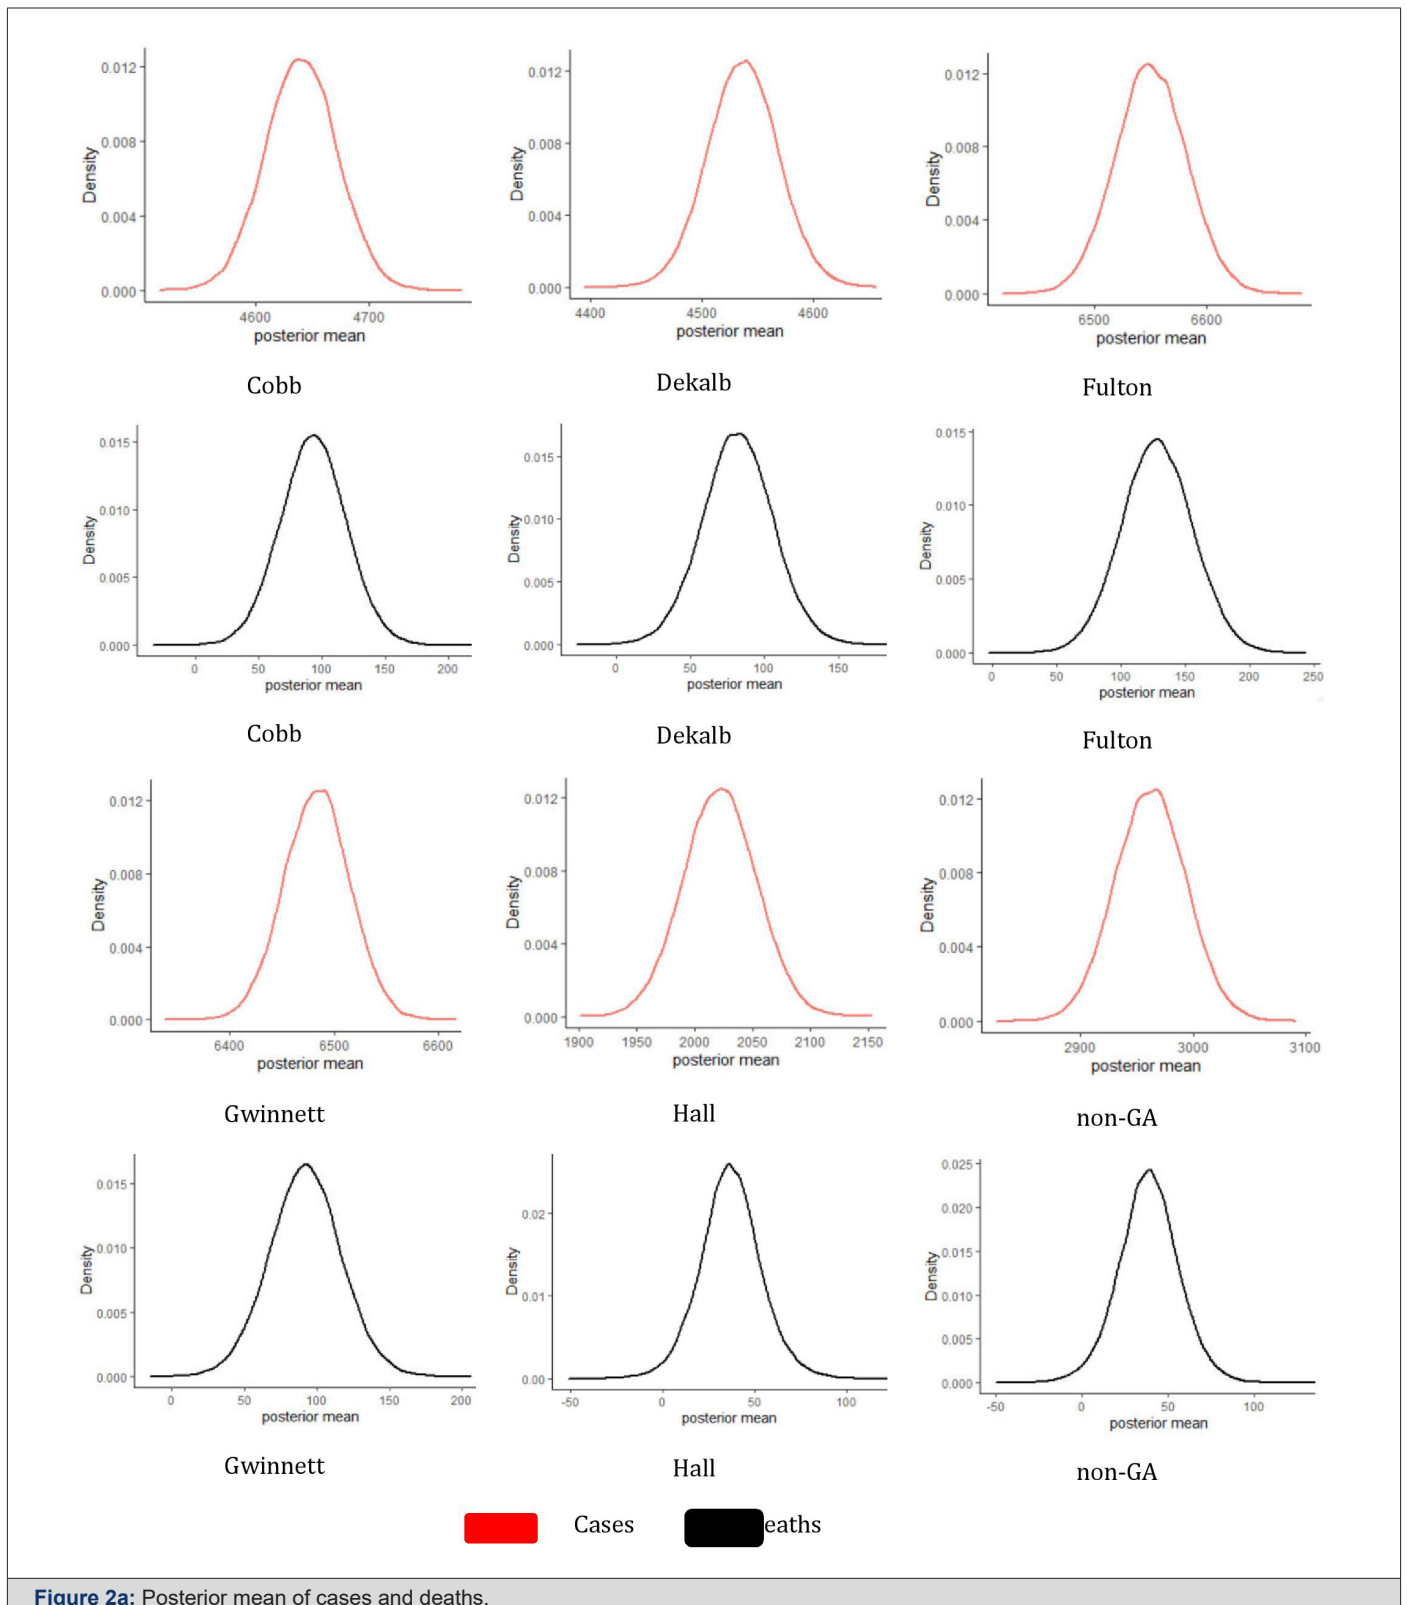 0.012
0.008
0.004
0.000
Density
4600 4700
posterior mean
Cobb
0.012
0.008
0.004
0.000
Density
4400 4500 4600
posterior mean
Dekalb
0.012
0.008
0.004
0.000
Density
6500 6600
posterior mean
Fulton
0.015
0.010
0.005
0.000
Density
0 50 100 150 200
posterior mean
Cobb
0.015
0.010
0.005
0.000
Density
0 50 100 150
posterior mean
Dekalb
0.015
0.010
0.005
0.000
Density
0 50 100 150 200 250
posterior mean
Fulton
0.012
0.008
0.004
0.000
Density
6400 6500 6600
posterior mean
Gwinnett
0.012
0.008
0.004
0.000
Density
1900 1950 2000 2050 2100 2150
posterior mean
Hall
0.012
0.008
0.004
0.000
Density
2900 3000 3100
posterior mean
non-GA
0.015
0.010
0.005
0.000
Density
0 50 100 150 200
posterior mean
Gwinnett
0.02
0.01
0.00
Density
-50 0 50 100
posterior mean
Hall
0.025
0.020
0.015
0.010
0.005
0.000
Density
-50 0 50 100
posterior mean
non-GA
Cases eaths
Figure 2a: Posterior mean of cases and deaths.